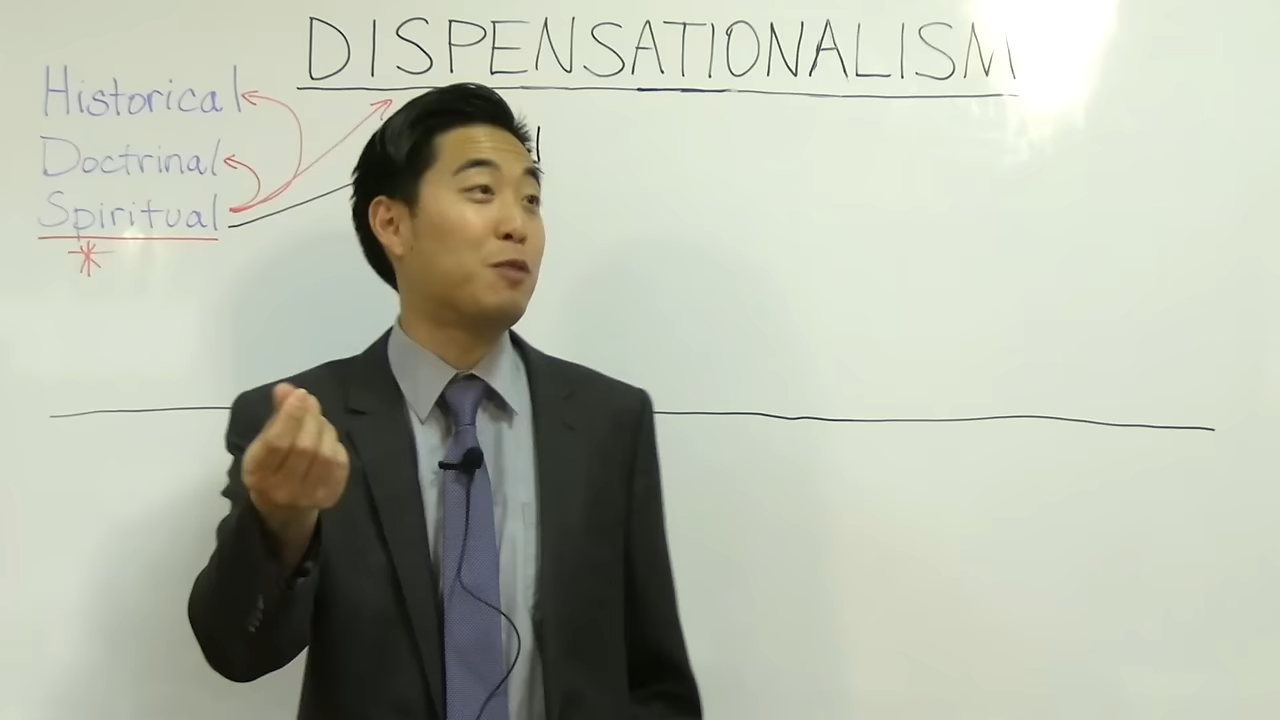 DISPENSATIONALISM
Historical
Doctrinal
Spiritual
*